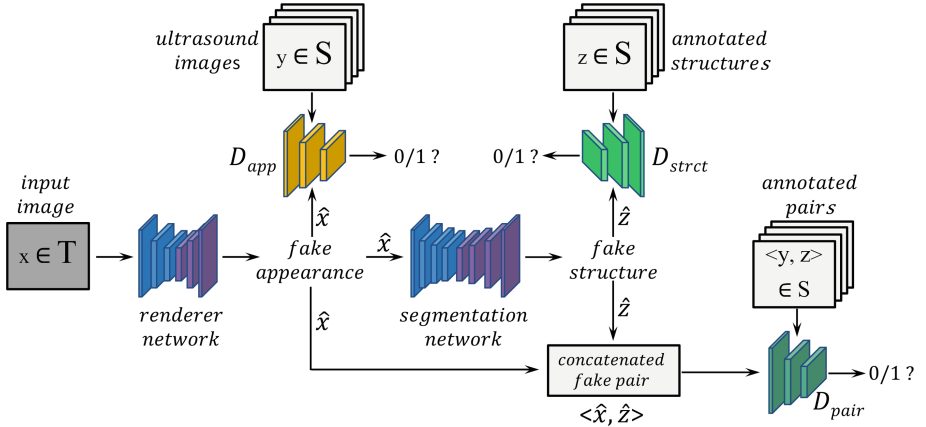 ultrasound
images
y ∈ S
z ∈ S
annotated
structures
D_app
0/1 ?
0/1 ?
D_strct
input
image
x ∈ T
annotated
pairs
<y, z>
∈ S
x̂
ẑ
fake
appearance
x̂
fake
structure
renderer
network
x̂
segmentation
network
ẑ
concatenated
fake pair
<x̂, ẑ>
0/1 ?
D_pair